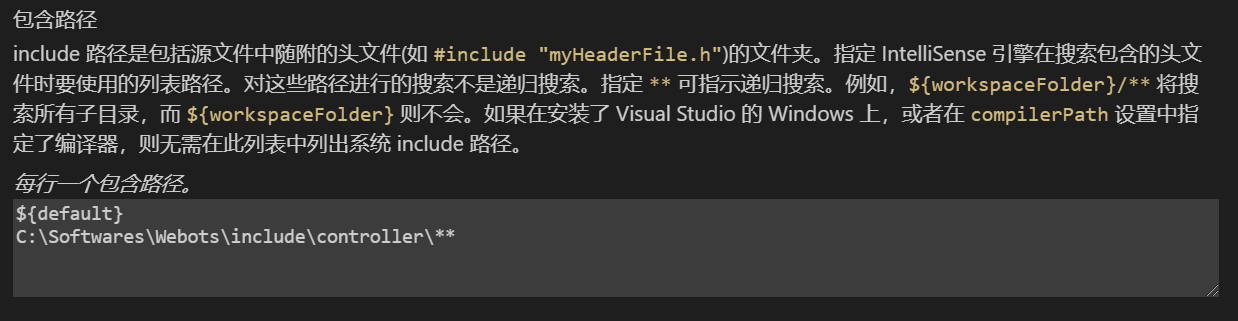 包含路径
include 路径是包括源文件中随附的头文件(如 #include "myHeaderFile.h")的文件夹。指定 IntelliSense 引擎在搜索包含的头文
件时要使用的列表路径。对这些路径进行的搜索不是递归搜索。指定 ** 可指示递归搜索。例如，${workspaceFolder}/** 将搜
索所有子目录，而 ${workspaceFolder} 则不会。如果在安装了 Visual Studio 的 Windows 上，或者在 compilerPath 设置中指
定了编译器，则无需在此列表中列出系统 include 路径。
每行一个包含路径。
${default}
C:\Softwares\Webots\include\controller\**